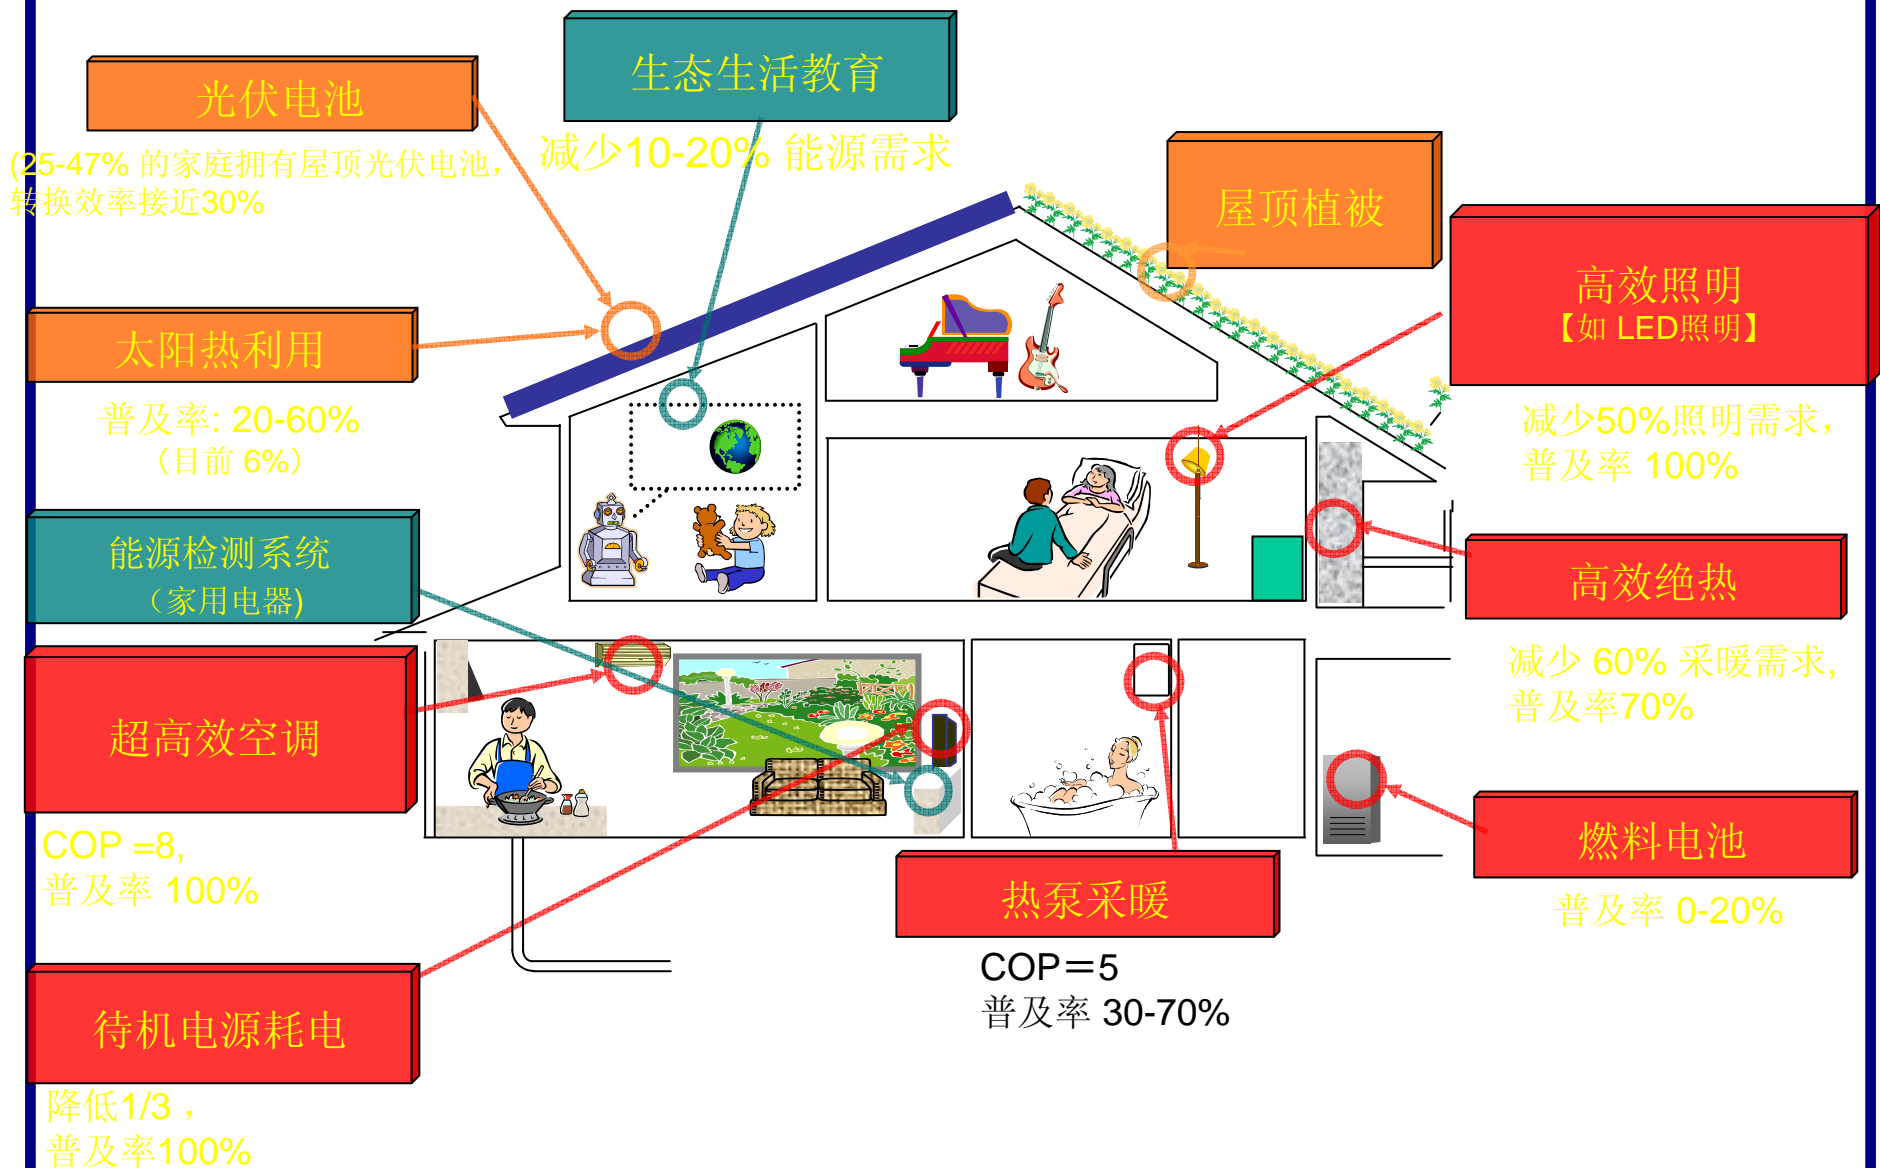 光伏电池
(25-47% 的家庭拥有屋顶光伏电池，
转换效率接近30%
生态生活教育
减少10-20% 能源需求
屋顶植被
高效照明
【如 LED照明】
减少50%照明需求，
普及率 100%
太阳热利用
普及率: 20-60%
（目前 6%）
能源检测系统
（家用电器)
高效绝热
减少 60% 采暖需求,
普及率70%
超高效空调
COP =8,
普及率 100%
燃料电池
普及率 0-20%
热泵采暖
COP＝5
普及率 30-70%
待机电源耗电
降低1/3 ，
普及率100%